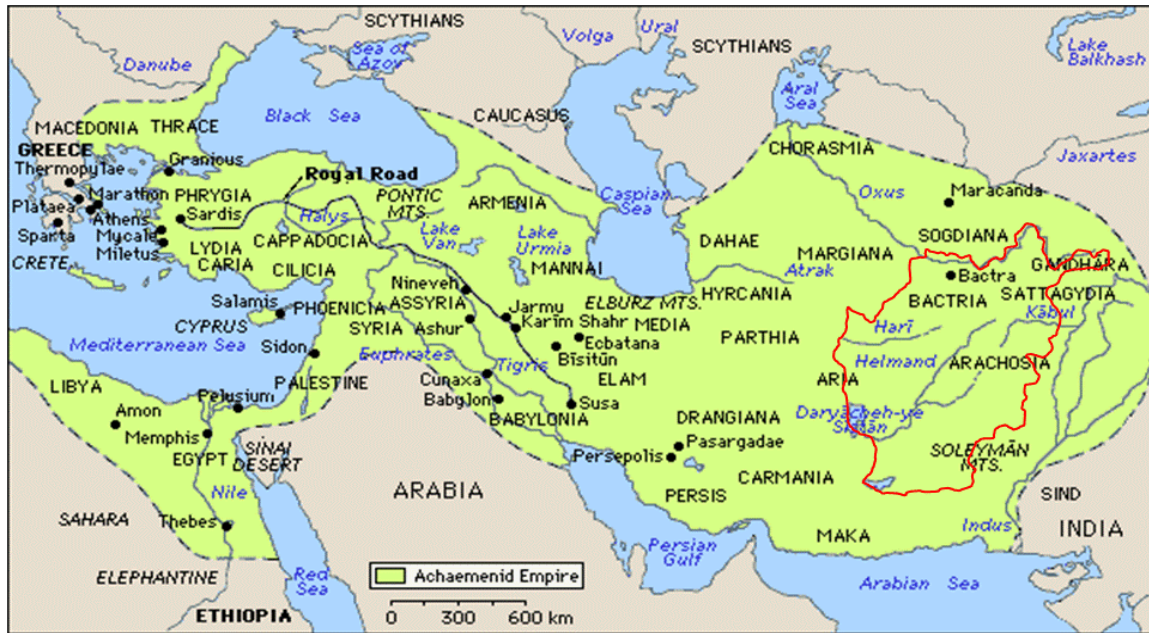 SCYTHIANS
Sea of
Azov
Volga
Ural
SCYTHIANS
Lake
Balkhash
Danube
Aral
Sea
Black Sea
CAUCASUS
MACEDONIA
THRACE
GREECE
Thermopylae
Granious
CHORASMIA
Jaxartes
Marathon
PHRYGIA
Royal Road
PONTIC
MTS.
ARMENIA
Caspian
Sea
Oxus
Maracanda
Plataea
Athens
Sardis
Halys
Lake
Van
Lake
Urmia
DAHAE
SOGDIANA
Sparta
Mycale
Miletus
LYDIA
CARIA
CAPPADOCIA
MANNAI
MARGIANA
Atrak
Bactra
GANDHARA
CRETE
CILICIA
Nineveh
ASSYRIA
Jarmu
ELBURZ MTS.
HYRCANIA
BACTRIA
SATTAGYDIA
Kābul
Salamis
CYPRUS
PHOENICIA
SYRIA
Ashur
Karīm Shahr
MEDIA
Ecbatana
PARTHIA
Harī
Mediterranean Sea
Sidon
Euphrates
Tigris
Bīsitūn
Helmand
ARACHOSIA
LIBYA
PALESTINE
Cunaxa
ELAM
ARIA
Amon
Pelusium
Babylon
BABYLONIA
Susa
DRANGIANA
Daryācheh-ye
Sīstān
Memphis
SINAI
DESERT
Pasargadae
SOLEYMĀN
MTS.
EGYPT
Persepolis
CARMANIA
Nile
ARABIA
PERSIS
SIND
SAHARA
Thebes
MAKA
Indus
INDIA
Persian
Gulf
ELEPHANTINE
Red
Sea
Achaemenid Empire
Arabian Sea
ETHIOPIA
0 300 600 km